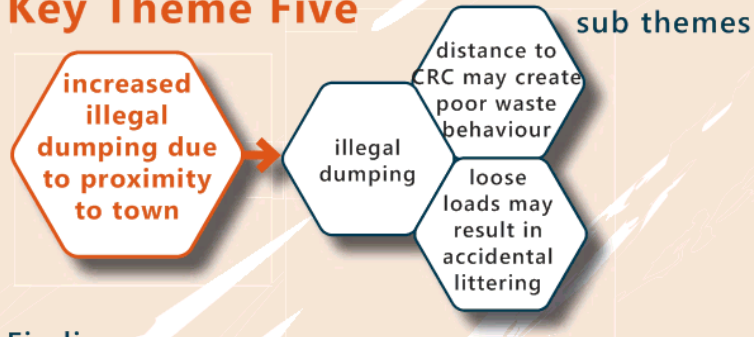 Key Theme Five
sub themes
increased
illegal
dumping due
to proximity
to town
illegal
dumping
distance to
CRC may create
poor waste
behaviour
loose
loads may
result in
accidental
littering